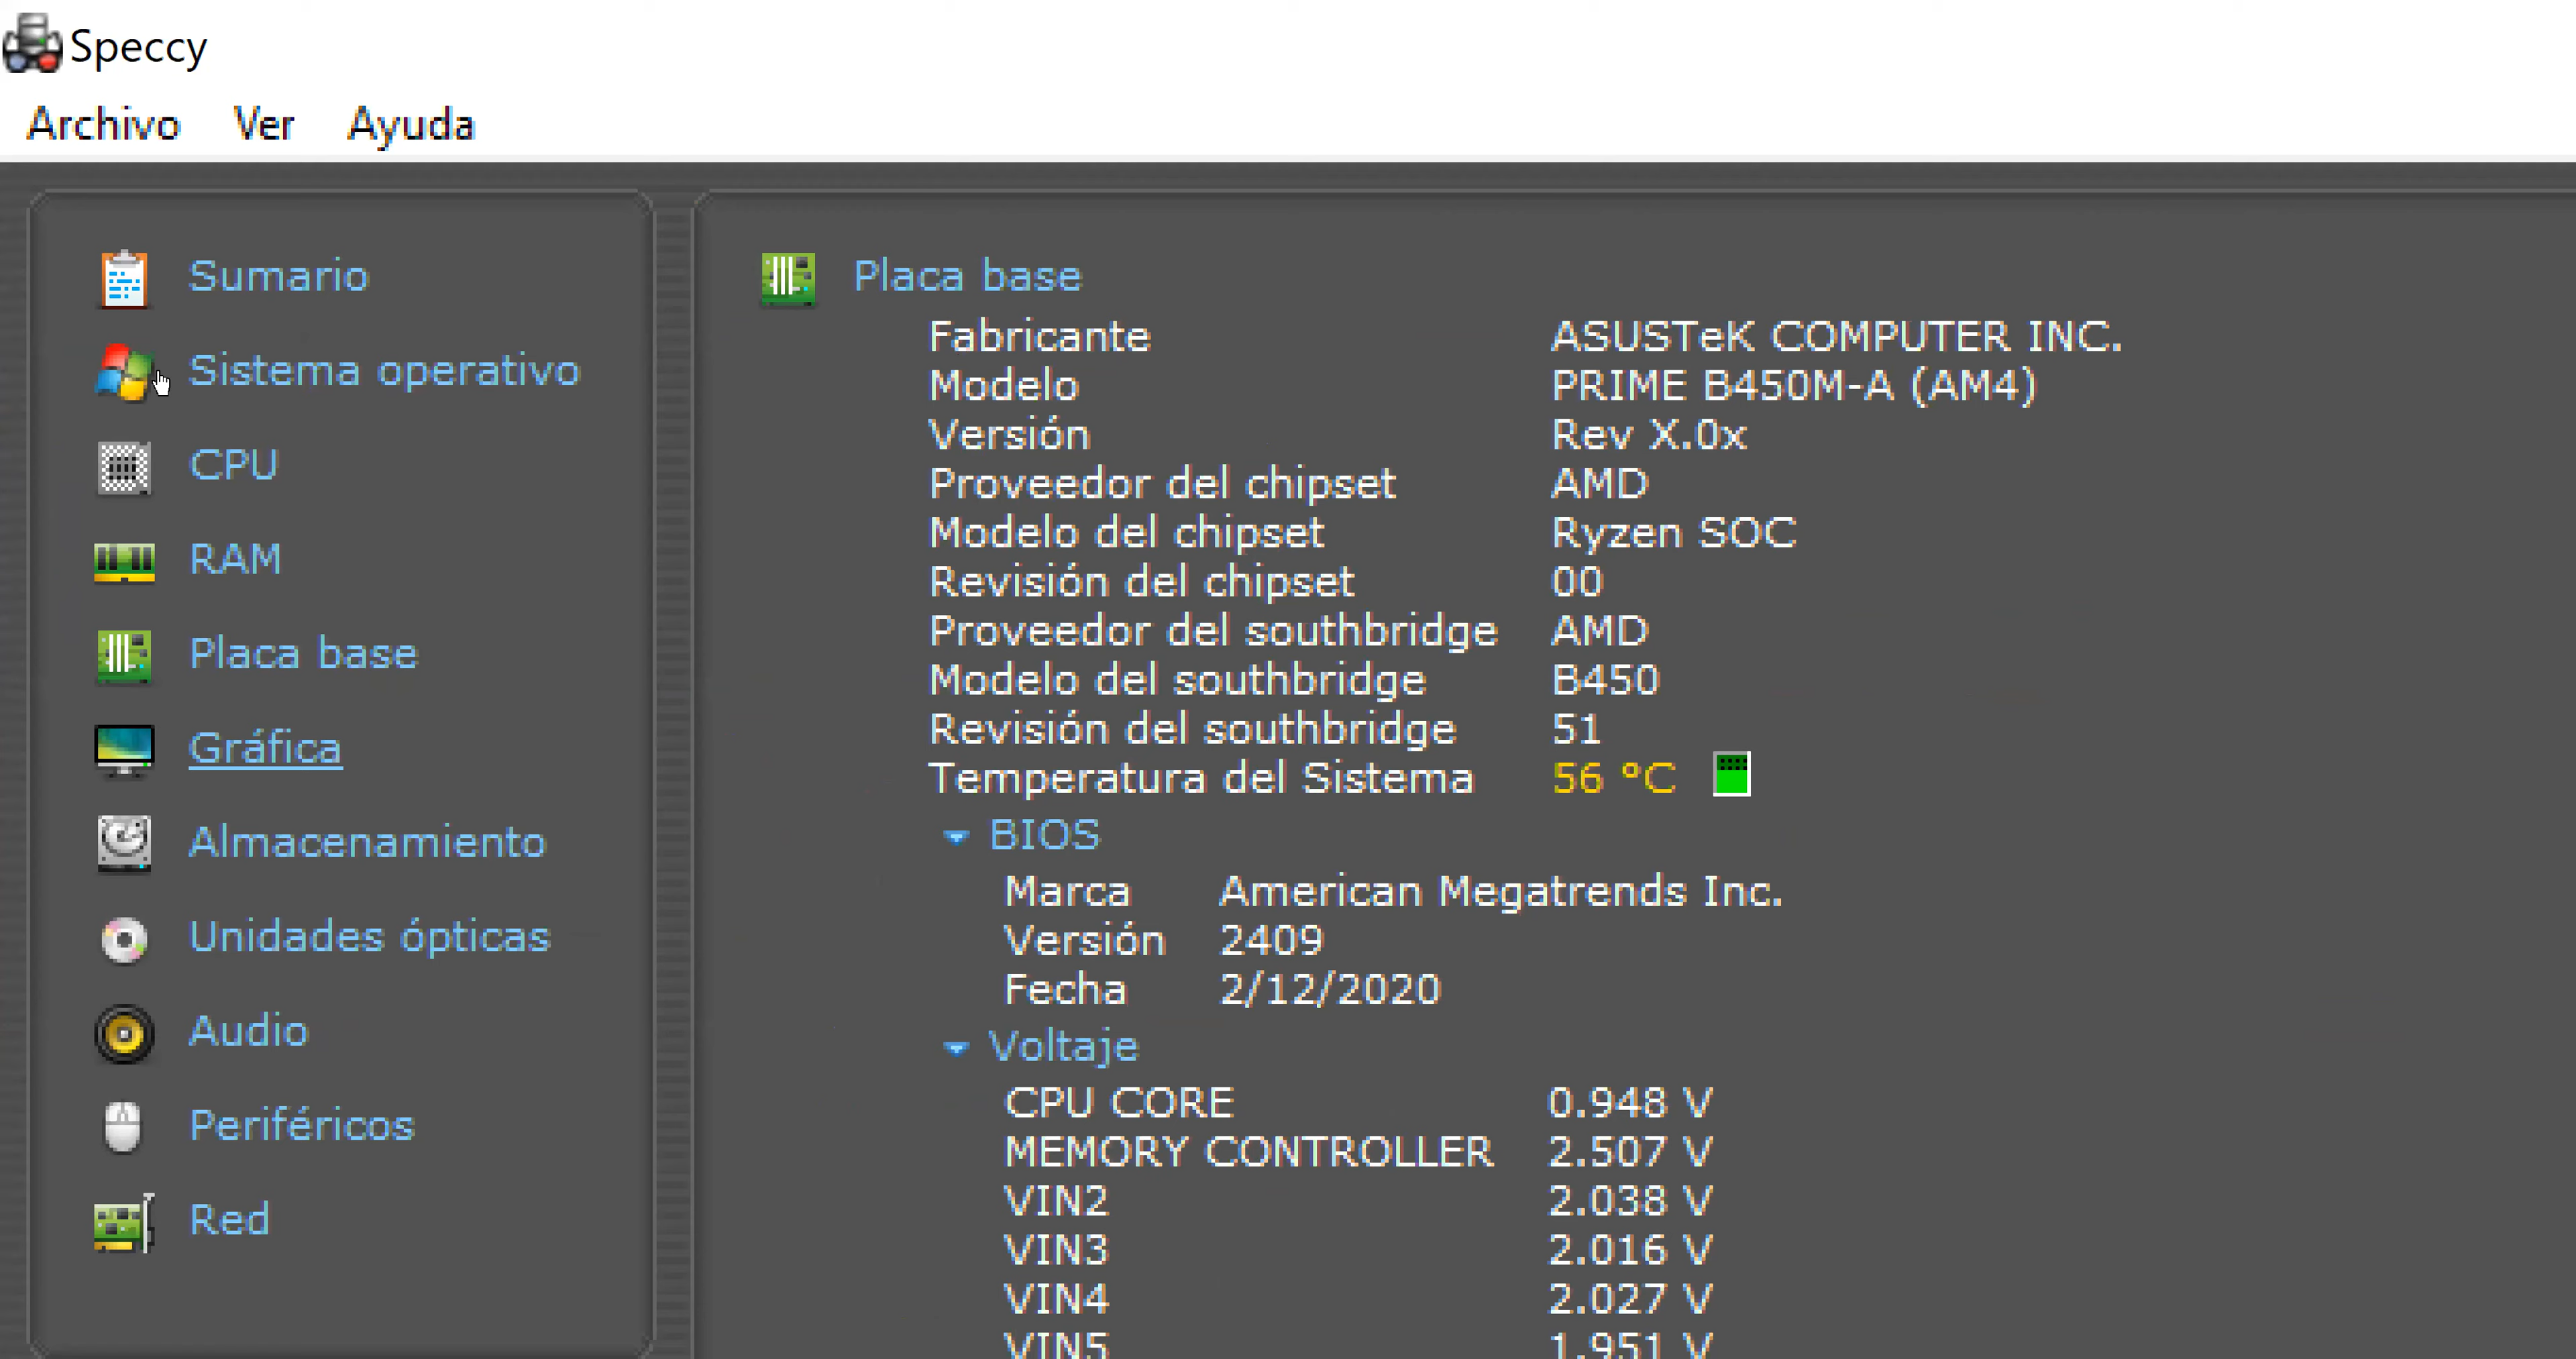 Speccy
Archivo Ver Ayuda
Sumario
Sistema operativo
CPU
RAM
Placa base
Gráfica
Almacenamiento
Unidades ópticas
Audio
Periféricos
Red
Placa base
Fabricante ASUSTeK COMPUTER INC.
Modelo PRIME B450M-A (AM4)
Versión Rev X.0x
Proveedor del chipset AMD
Modelo del chipset Ryzen SOC
Revisión del chipset 00
Proveedor del southbridge AMD
Modelo del southbridge B450
Revisión del southbridge 51
Temperatura del Sistema 56 °C
BIOS
Marca American Megatrends Inc.
Versión 2409
Fecha 2/12/2020
Voltaje
CPU CORE 0.948 V
MEMORY CONTROLLER 2.507 V
VIN2 2.038 V
VIN3 2.016 V
VIN4 2.027 V
VIN5 1.951 V